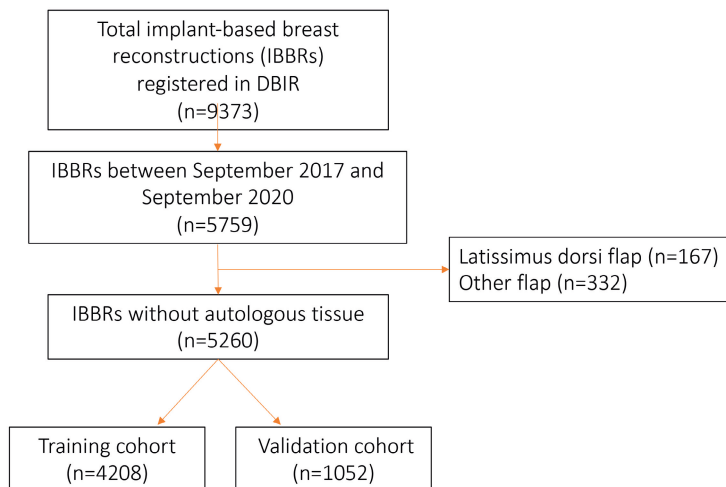 Total implant-based breast
reconstructions (IBBRs)
registered in DBIR
(n=9373)
IBBRs between September 2017 and
September 2020
(n=5759)
Latissimus dorsi flap (n=167)
Other flap (n=332)
IBBRs without autologous tissue
(n=5260)
Training cohort
(n=4208)
Validation cohort
(n=1052)